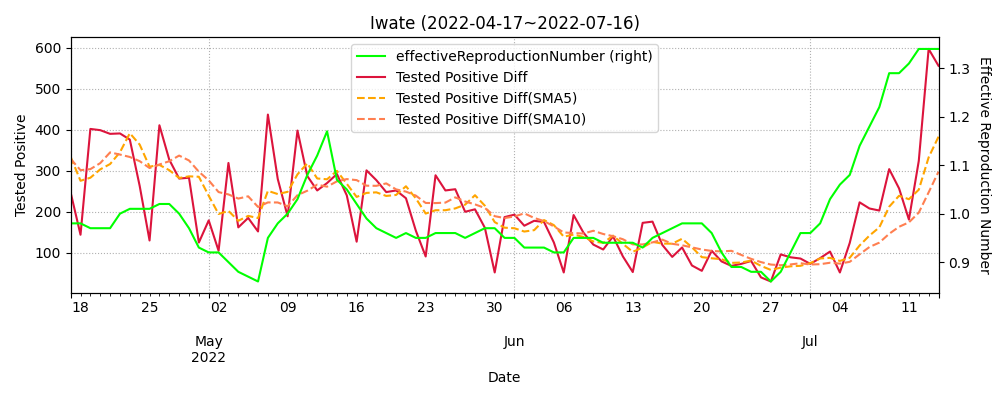 Iwate (2022-04-17~2022-07-16)
effectiveReproductionNumber (right)
Tested Positive Diff
Tested Positive Diff(SMA5)
Tested Positive Diff(SMA10)
Tested Positive
600
500
400
300
200
100
1.3
1.2
1.1
1.0
0.9
Effective Reproduction Number
18 25 02 09 16 23 30 06 13 20 27 04 11
May Jun Jul
2022
Date